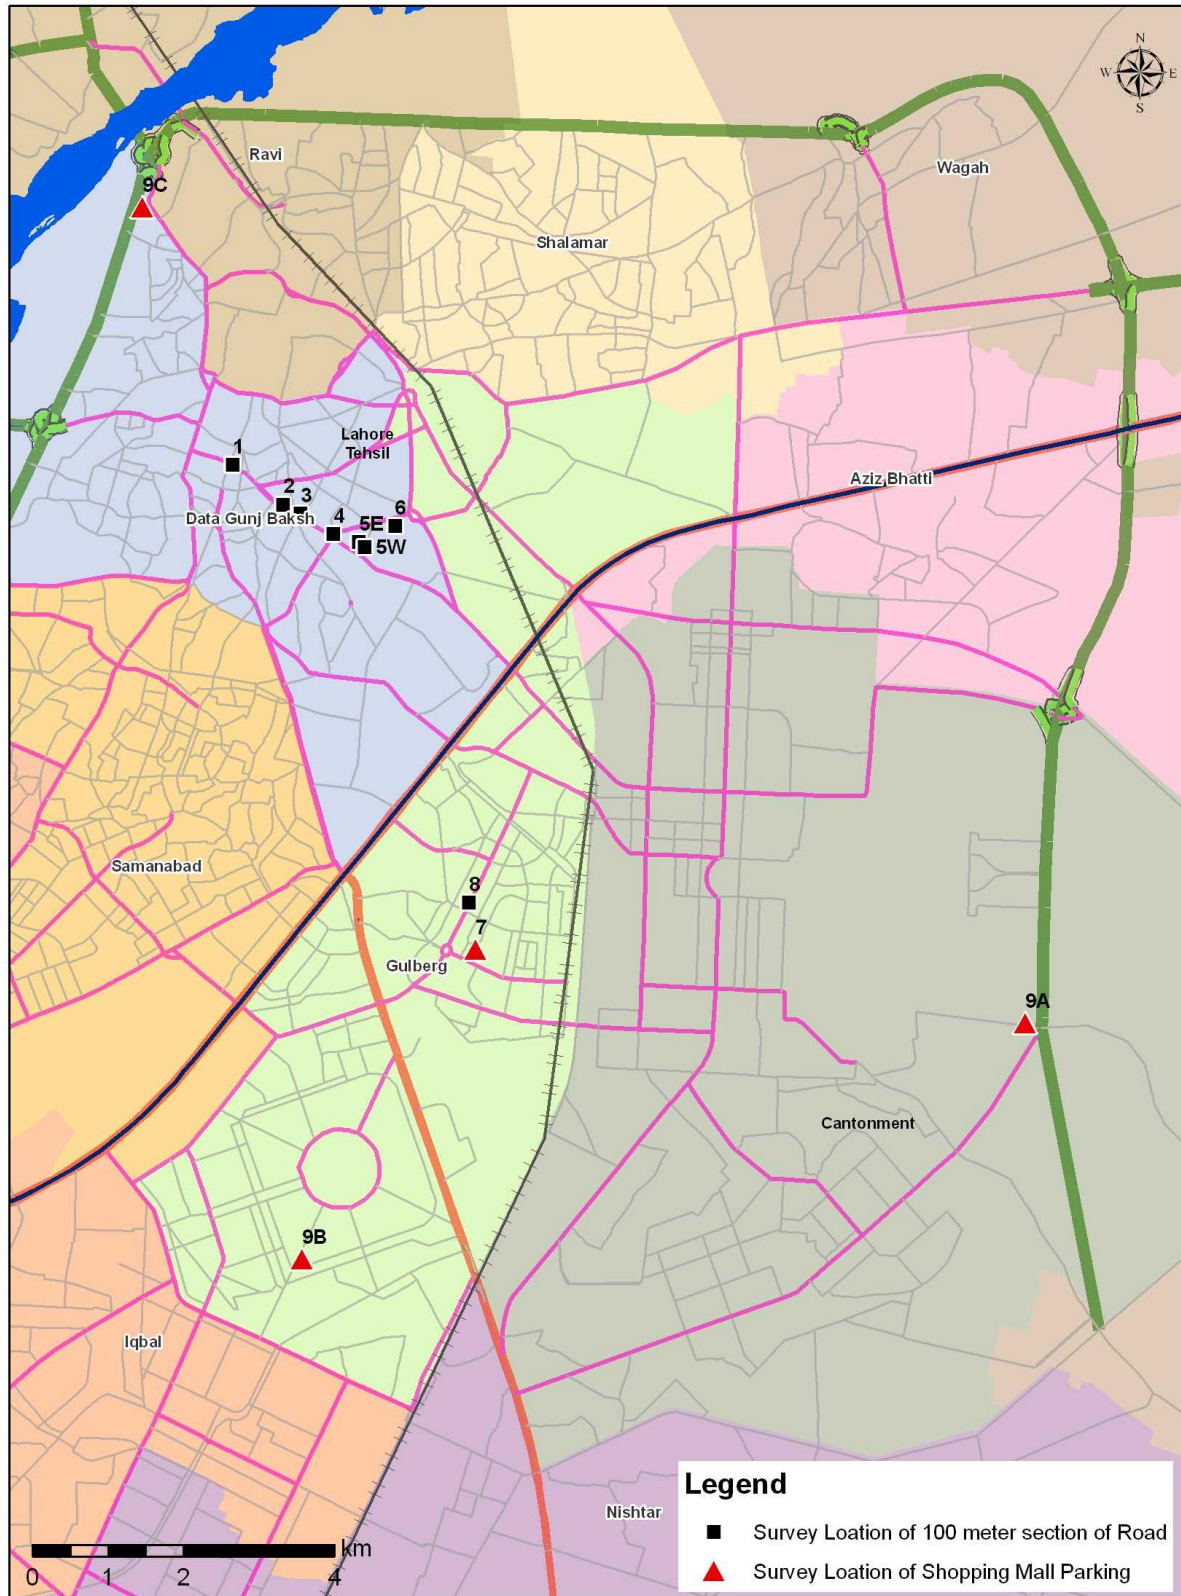 N
W E
S
Ravi
Wagah
9C
Shalamar
Lahore
Tehsil
1
Aziz Bhatti
2
3
Data Gunj Baksh
4
5E
6
5W
Samanabad
8
7
Gulberg
9A
Cantonment
9B
Iqbal
Legend
Nishtar
Survey Loation of 100 meter section of Road
km
0 1 2 4
Survey Loation of Shopping Mall Parking